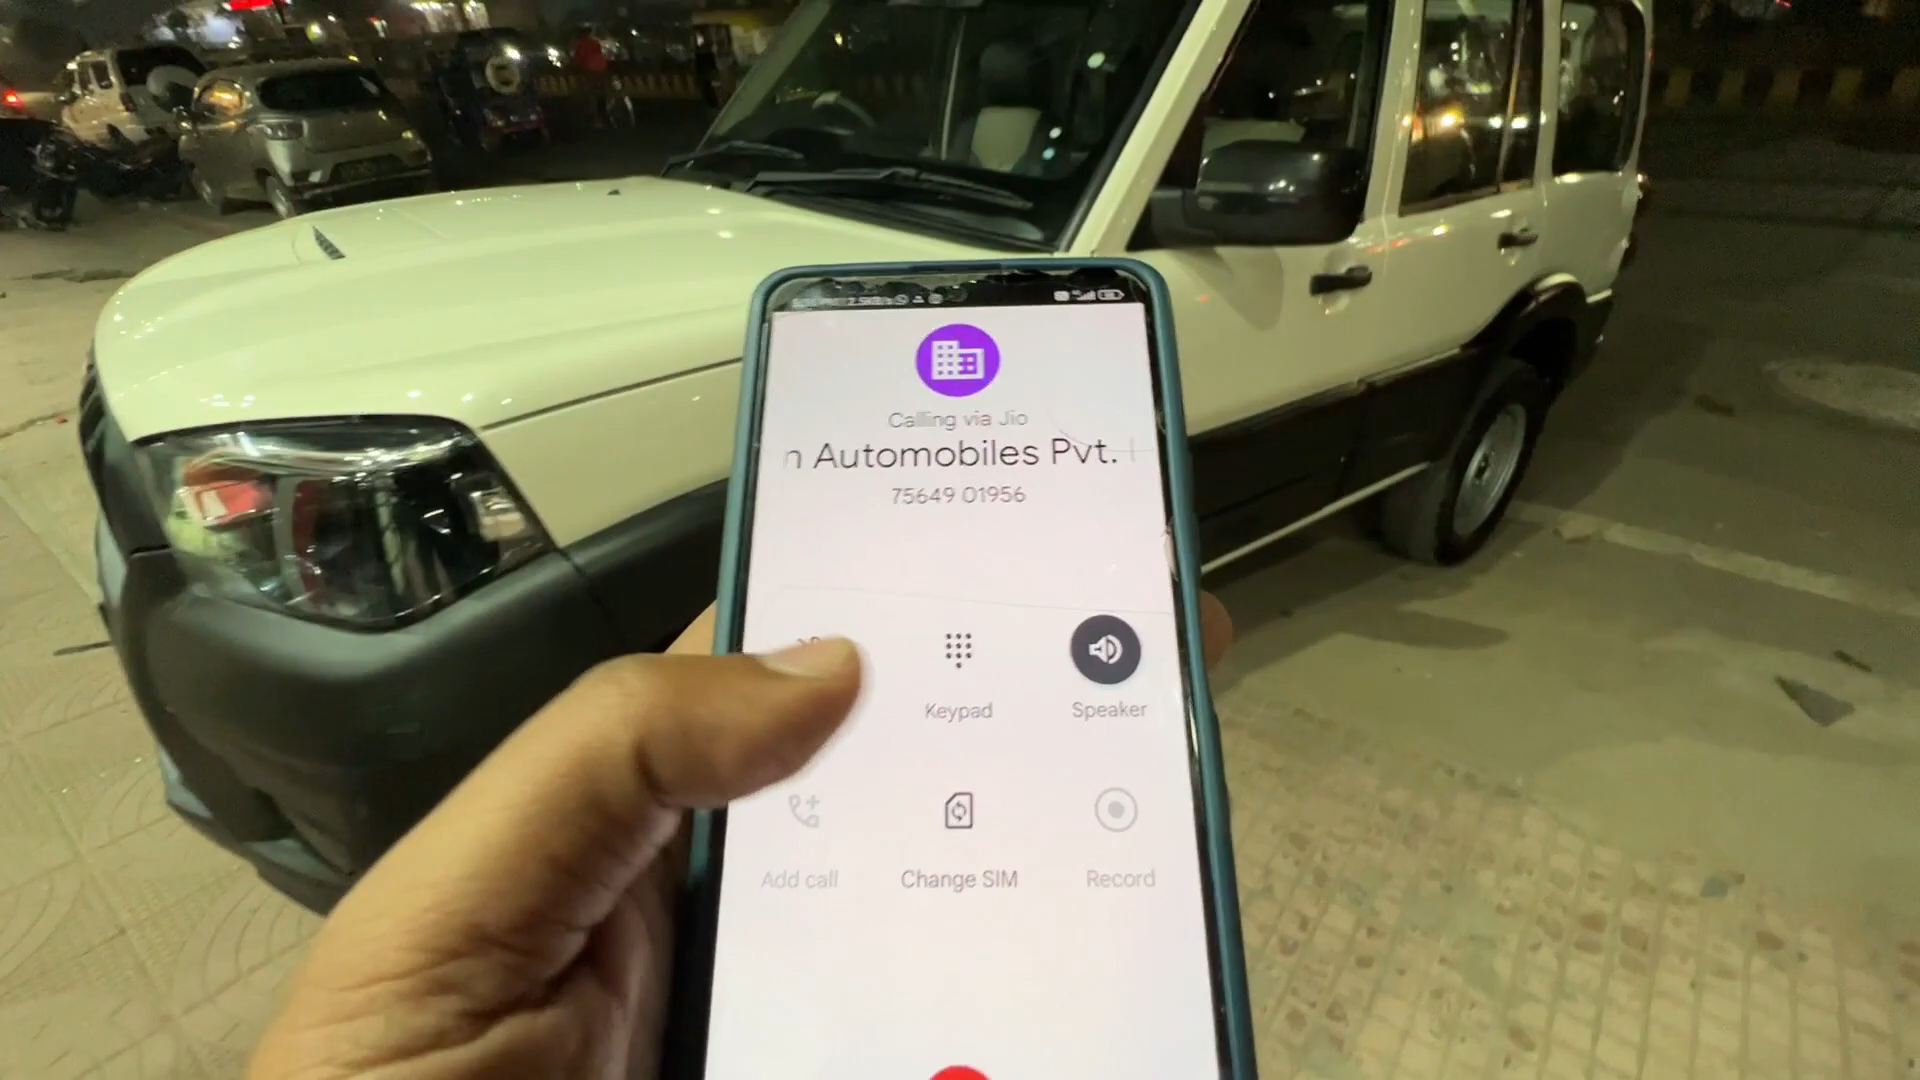 Calling via Jio
n Automobiles Pvt.
75649 01956
Keypad
Speaker
Add call
Change SIM
Record